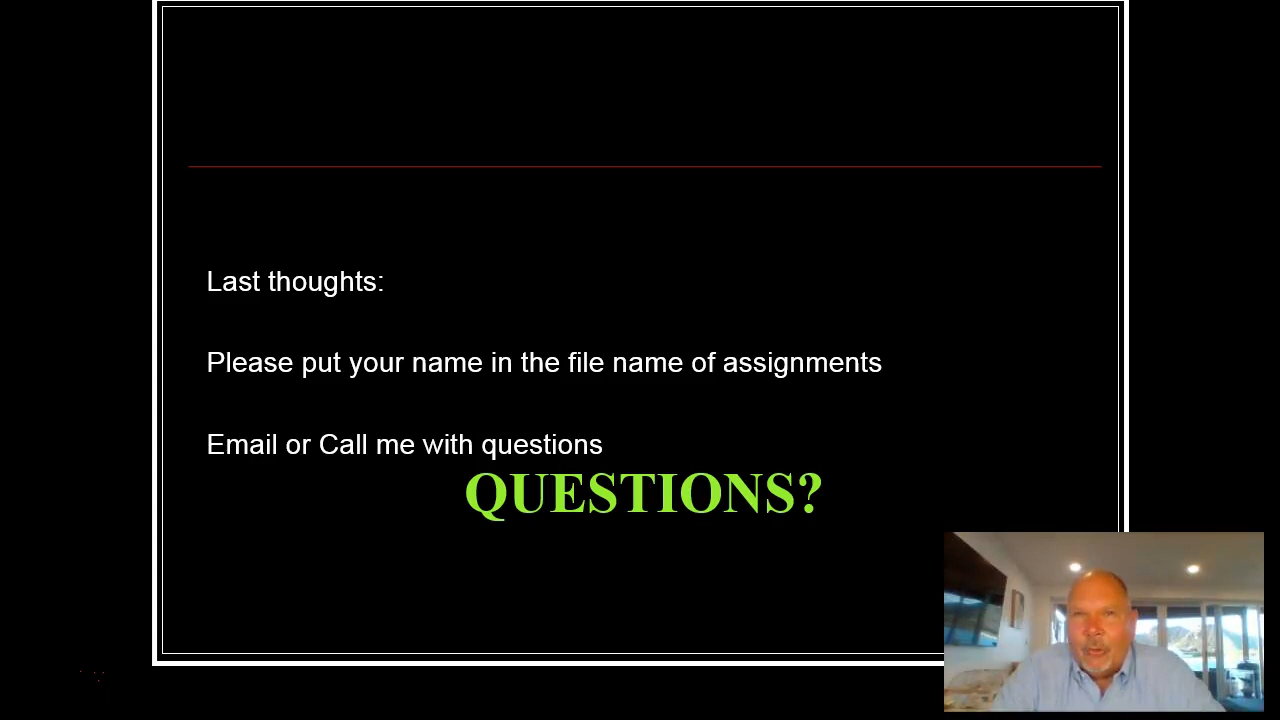 Last thoughts:
Please put your name in the file name of assignments
Email or Call me with questions
QUESTIONS?